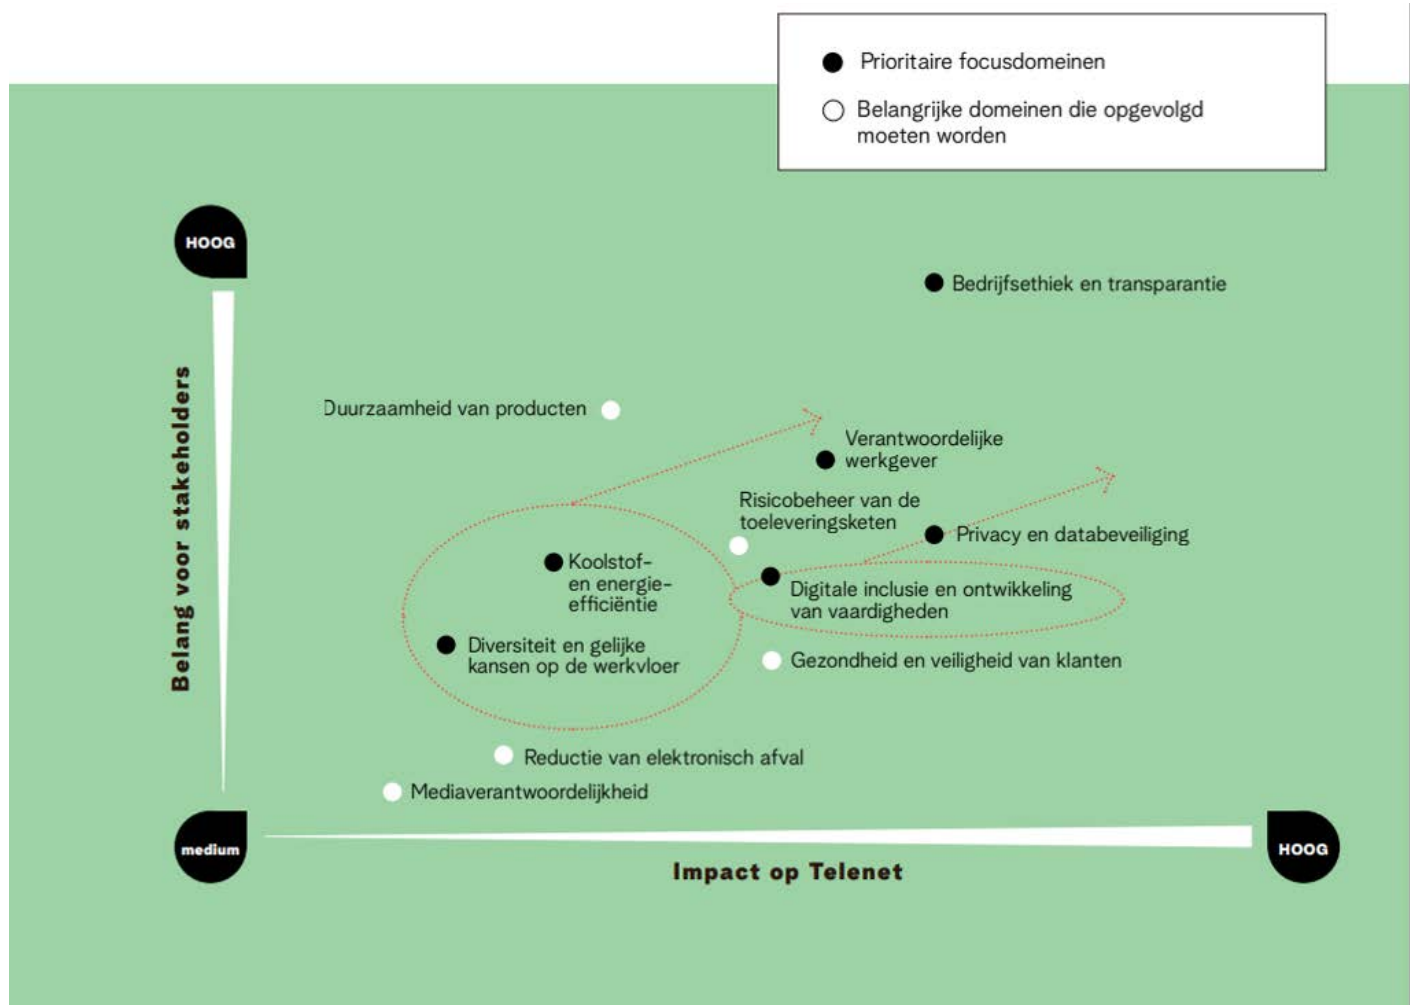 Prioritaire focusdomeinen
Belangrijke domeinen die opgevolgd
moeten worden
HOOG
Bedrijfsethiek en transparantie
Belang voor stakeholders
Duurzaamheid van producten
Verantwoordelijke
werkgever
Risicobeheer van de
toeleveringsketen
Privacy en databeveiliging
Koolstof-
en energie-
efficiëntie
Digitale inclusie en ontwikkeling
van vaardigheden
Diversiteit en gelijke
kansen op de werkvloer
Gezondheid en veiligheid van klanten
Reductie van elektronisch afval
Mediaverantwoordelijkheid
medium
HOOG
Impact op Telenet